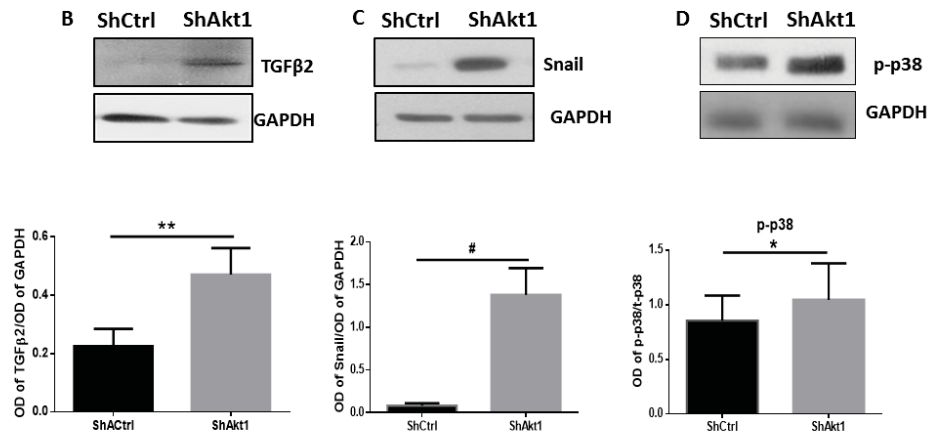 B ShCtrl ShAkt1
TGFβ2
GAPDH
OD of TGFβ2/OD of GAPDH
0.6
0.4
0.2
0.0
**
ShACtrl ShAkt1
C ShCtrl ShAkt1
Snail
GAPDH
OD of Snail/OD of GAPDH
2.0
1.5
1.0
0.5
0.0
#
ShCtrl ShAkt1
D ShCtrl ShAkt1
p-p38
GAPDH
p-p38
OD of p-p38/t-p38
1.5
1.0
0.5
0.0
*
ShCtrl ShAkt1